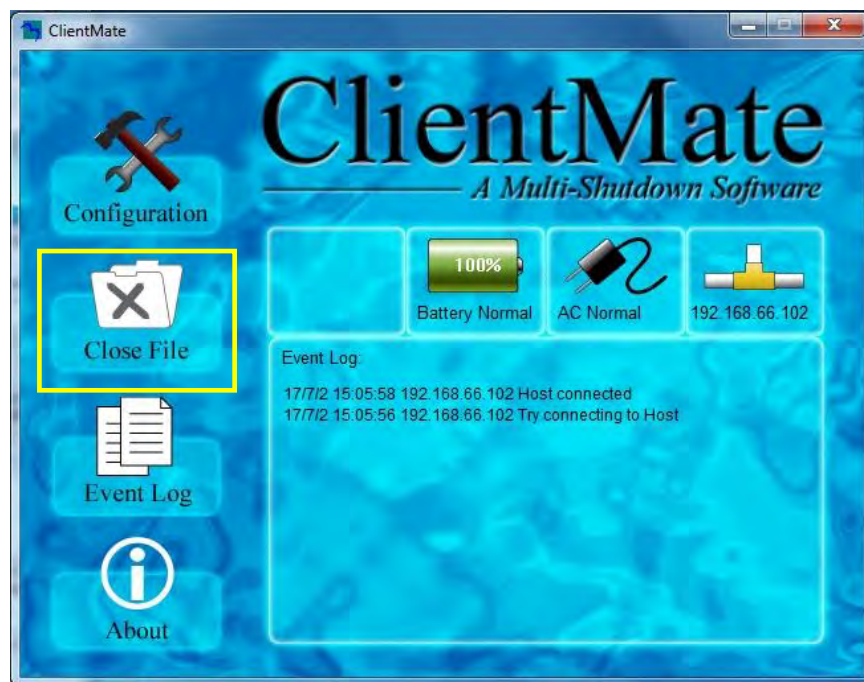 ClientMate
ClientMate
A Multi-Shutdown Software
Configuration
Close File
Event Log
About
100%
Battery Normal
AC Normal
192.168.66.102
Event Log:
17/7/2 15:05:58 192.168.66.102 Host connected
17/7/2 15:05:56 192.168.66.102 Try connecting to Host